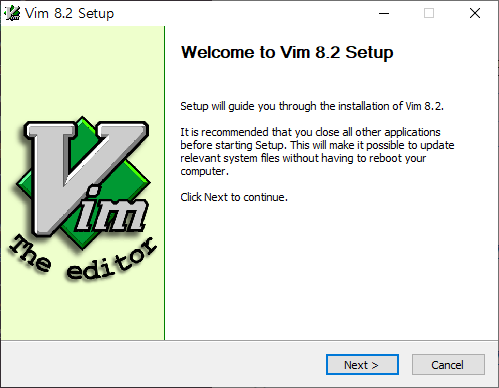 Vim 8.2 Setup
Welcome to Vim 8.2 Setup
Setup will guide you through the installation of Vim 8.2.
It is recommended that you close all other applications
before starting Setup. This will make it possible to update
relevant system files without having to reboot your
computer.
Click Next to continue.
Vim
The editor
Next >
Cancel